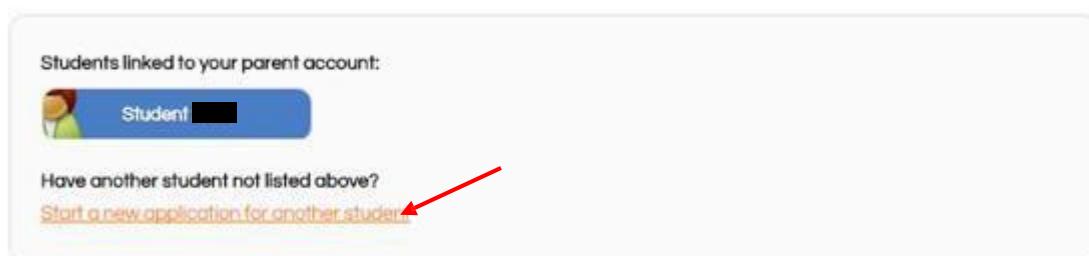 Students linked to your parent account:
Student
Have another student not listed above?
Start a new application for another student